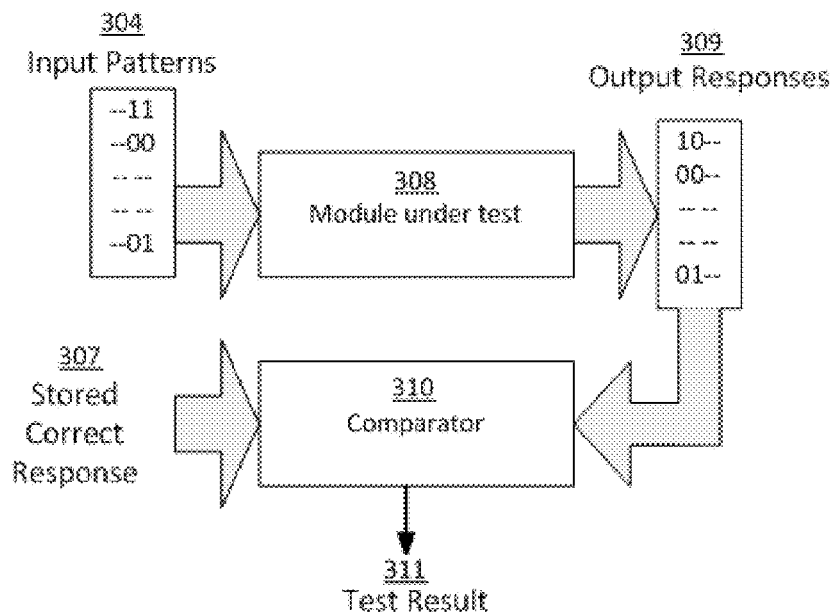 304
Input Patterns
--11
--00
-- --
-- --
--01
308
Module under test
309
Output Responses
10--
00--
-- --
-- --
01--
307
Stored
Correct
Response
310
Comparator
311
Test Result